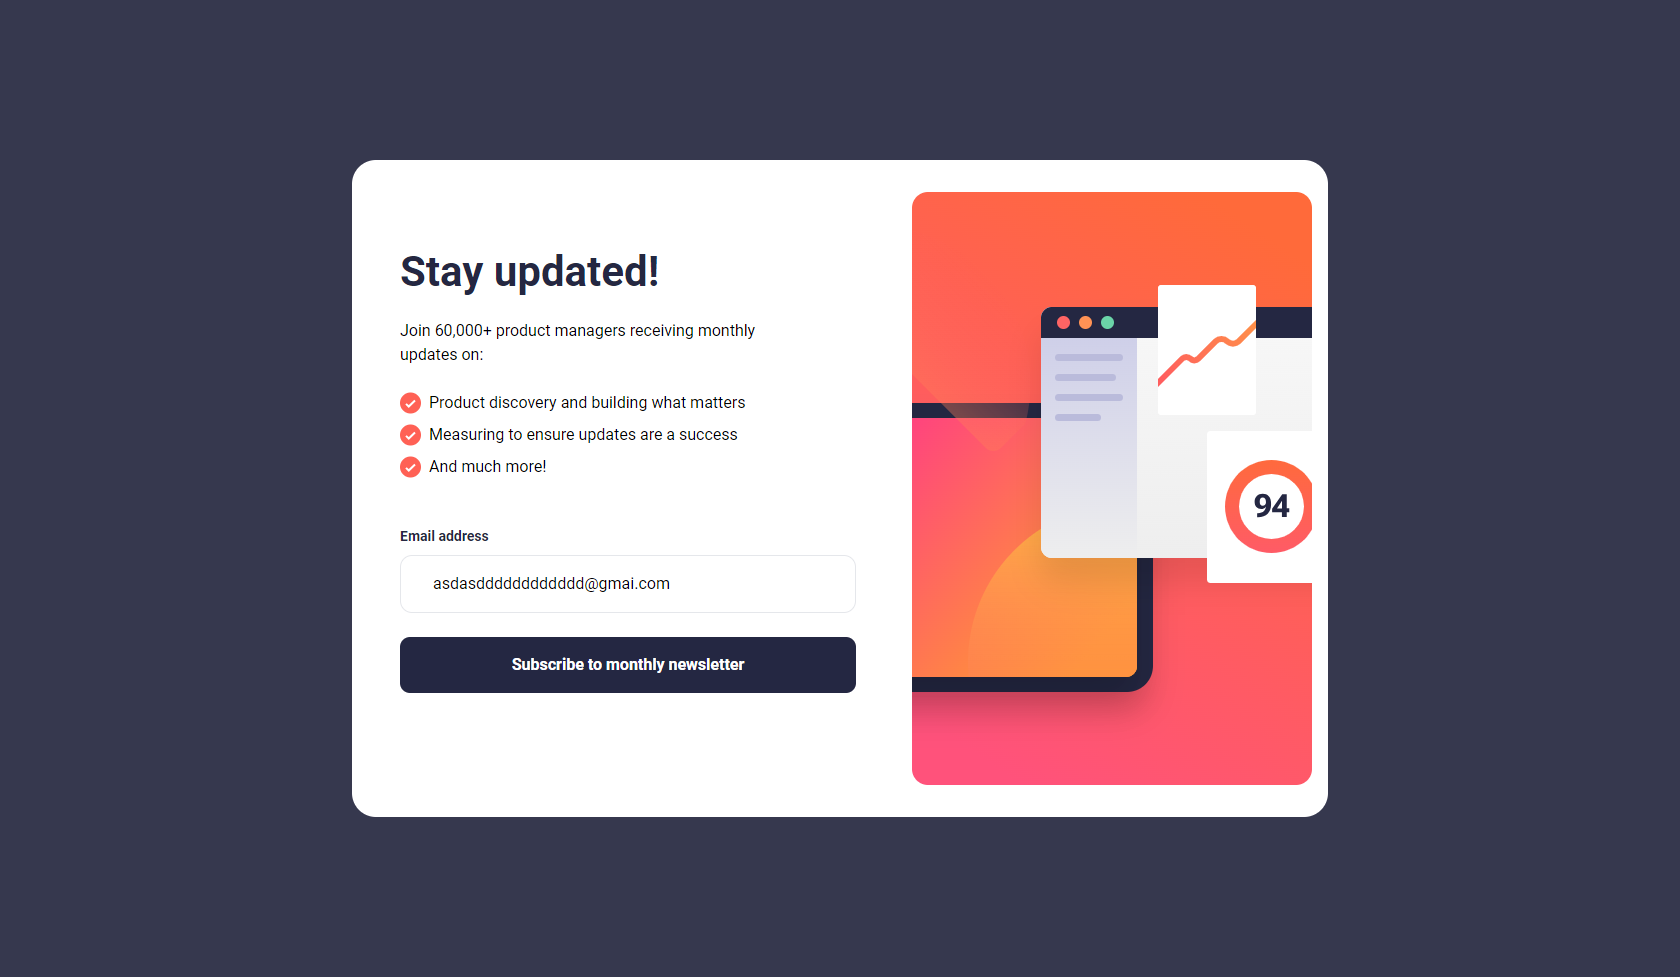 Stay updated!
Join 60,000+ product managers receiving monthly
updates on:
Product discovery and building what matters
Measuring to ensure updates are a success
And much more!
Email address
asdasddddddddddddd@gmai.com
Subscribe to monthly newsletter
94